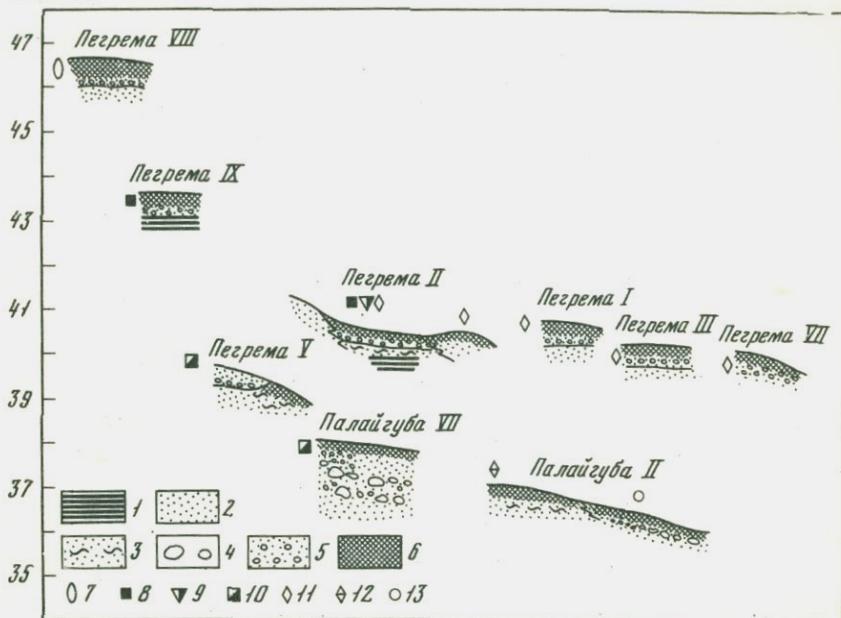 47
Пегрема VIII
45
Пегрема IX
43
Пегрема II
41
Пегрема I
Пегрема III
Пегрема VII
Пегрема V
39
Палайгуба VII
Палайгуба II
37
1 2
3 4 5 6
35
7 8 9 10 11 12 13